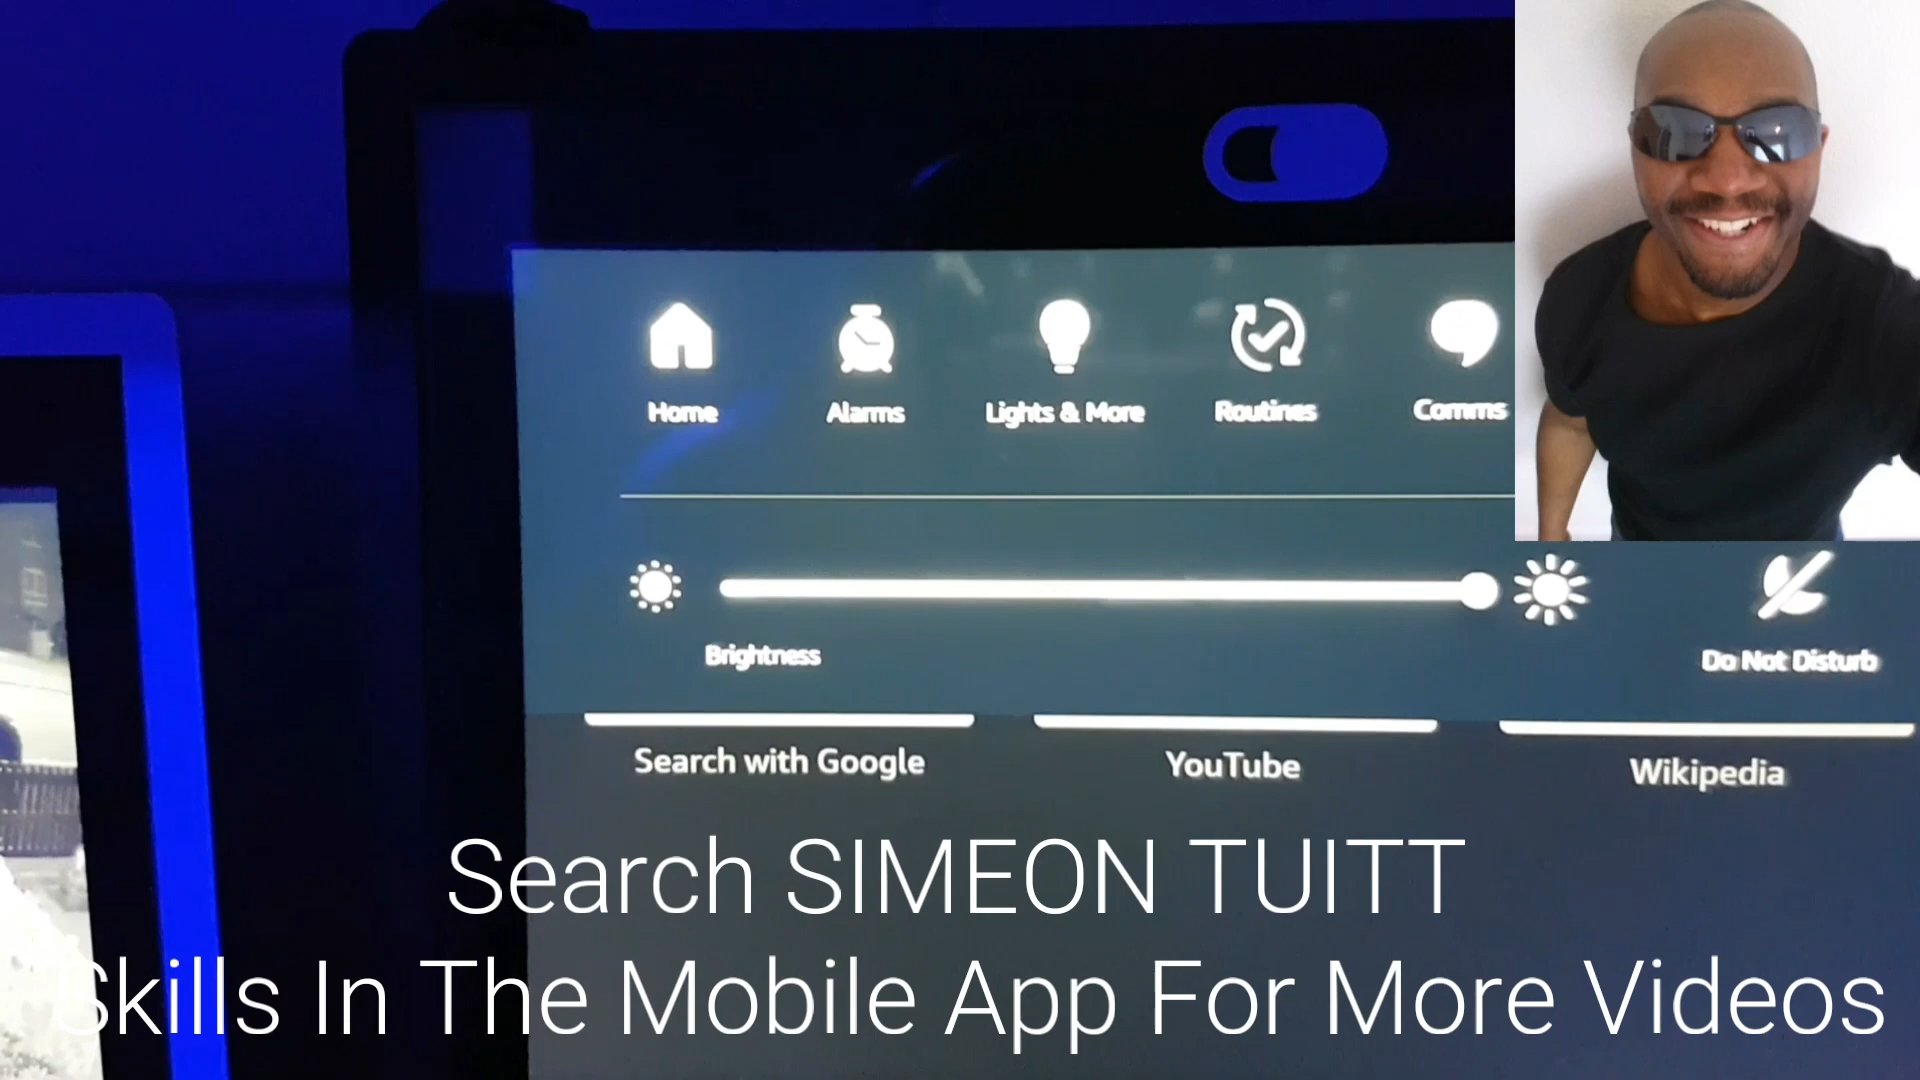 Home
Alarms
Lights & More
Routines
Comms
Brightness
Do Not Disturb
Search with Google
YouTube
Wikipedia
Search SIMEON TUITT
Skills In The Mobile App For More Videos